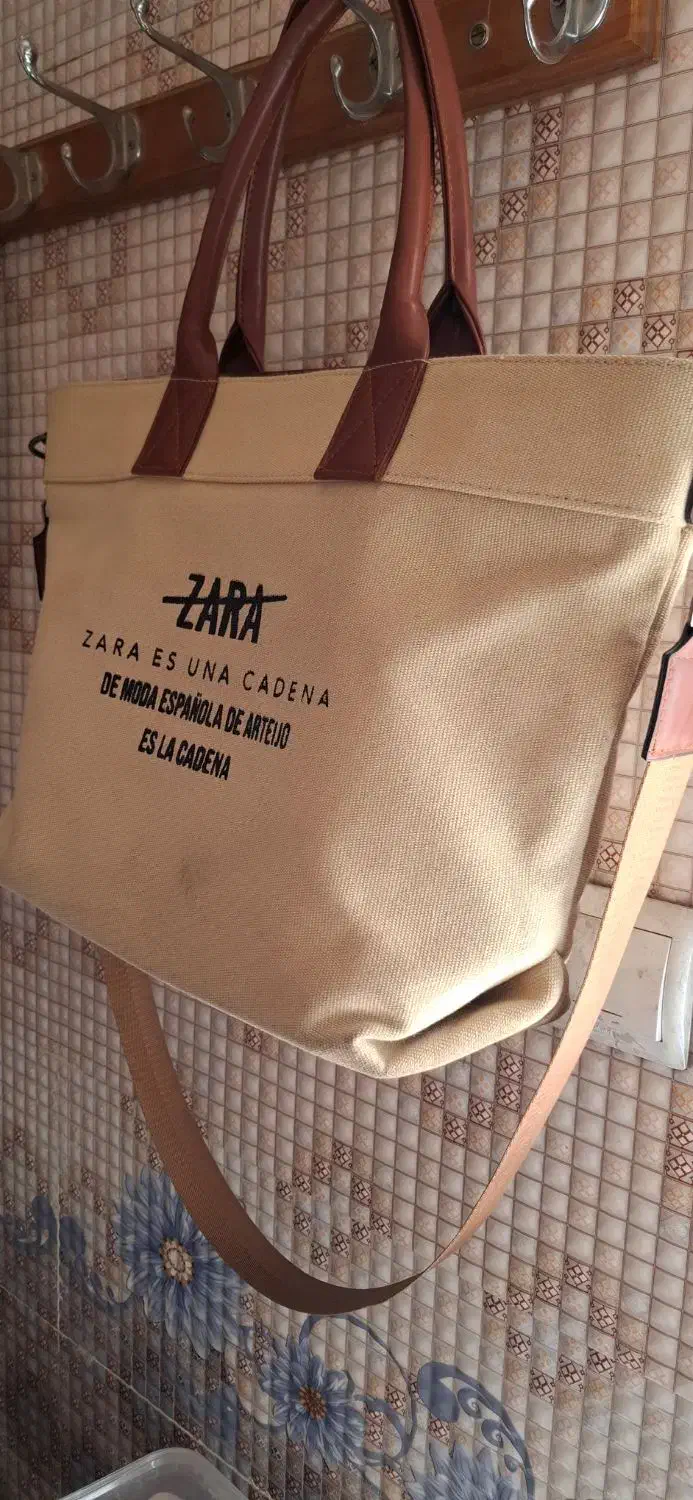 ZARA
ZARA ES UNA CADENA
DE MODA ESPAÑOLA DE ARTEIJO
ES LA CADENA